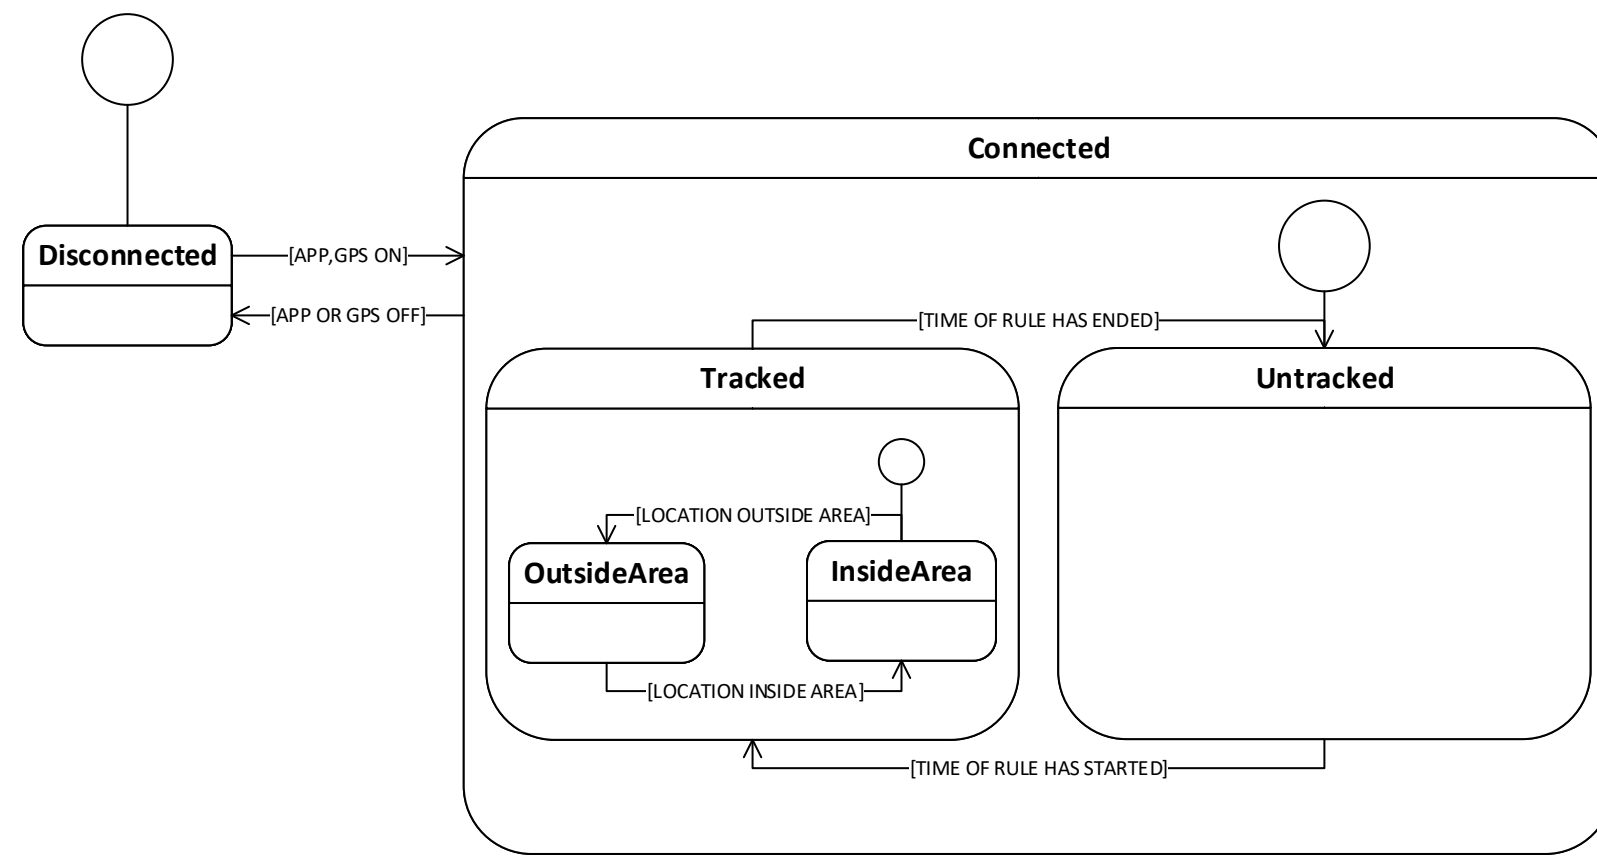 Connected
Disconnected
[APP,GPS ON]
[APP OR GPS OFF]
[TIME OF RULE HAS ENDED]
Tracked
Untracked
[LOCATION OUTSIDE AREA]
OutsideArea
InsideArea
[LOCATION INSIDE AREA]
[TIME OF RULE HAS STARTED]